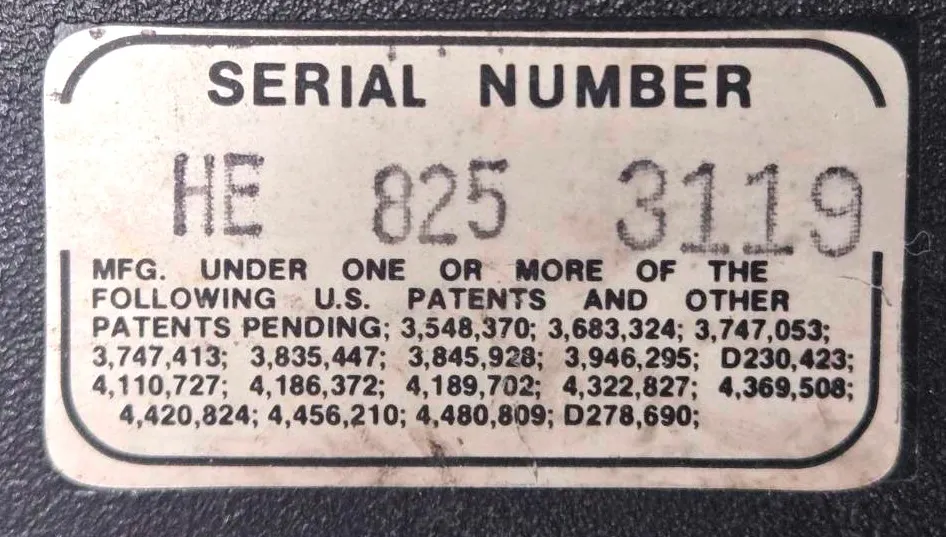 SERIAL NUMBER
HE 825 3119
MFG. UNDER ONE OR MORE OF THE
FOLLOWING U.S. PATENTS AND OTHER
PATENTS PENDING; 3,548,370; 3,683,324; 3,747,053;
3,747,413; 3,835,447; 3,845,928; 3,946,295; D230,423;
4,110,727; 4,186,372; 4,189,702; 4,322,827; 4,369,508;
4,420,824; 4,456,210; 4,480,809; D278,690;